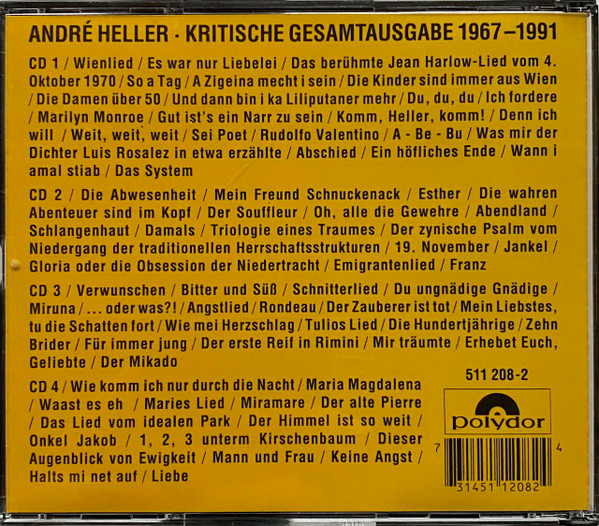 ANDRÉ HELLER · KRITISCHE GESAMTAUSGABE 1967–1991
CD 1 / Wienlied / Es war nur Liebelei / Das berühmte Jean Harlow-Lied vom 4.
Oktober 1970 / So a Tag / A Zigeina mecht i sein / Die Kinder sind immer aus Wien
/ Die Damen über 50 / Und dann bin i ka Liliputaner mehr / Du, du, du / Ich fordere
/ Marilyn Monroe / Gut ist's ein Narr zu sein / Komm, Heller, komm! / Denn ich
will / Weit, weit, weit / Sei Poet / Rudolfo Valentino / A - Be - Bu / Was mir der
Dichter Luis Rosalez in etwa erzählte / Abschied / Ein höfliches Ende / Wann i
amal stiab / Das System
CD 2 / Die Abwesenheit / Mein Freund Schnuckenack / Esther / Die wahren
Abenteuer sind im Kopf / Der Souffleur / Oh, alle die Gewehre / Abendland /
Schlangenhaut / Damals / Triologie eines Traumes / Der zynische Psalm vom
Niedergang der traditionellen Herrschaftsstrukturen / 19. November / Jankel /
Gloria oder die Obsession der Niedertracht / Emigrantenlied / Franz
CD 3 / Verwunschen / Bitter und Süß / Schnitterlied / Du ungnädige Gnädige /
Miruna / ... oder was?! / Angstlied / Rondeau / Der Zauberer ist tot / Mein Liebstes,
tu die Schatten fort / Wie mei Herzschlag / Tullios Lied / Die Hundertjährige / Zehn
Brider / Für immer jung / Der erste Reif in Rimini / Mir träumte / Erhebet Euch,
Geliebte / Der Mikado
CD 4 / Wie komm ich nur durch die Nacht / Maria Magdalena
/ Waast es eh / Maries Lied / Miramare / Der alte Pierre /
Das Lied vom idealen Park / Der Himmel ist so weit /
Onkel Jakob / 1, 2, 3 unterm Kirschenbaum / Dieser
Augenblick von Ewigkeit / Mann und Frau / Keine Angst /
Halts mi net auf / Liebe
511 208-2
polydor
7 31451 12082 4